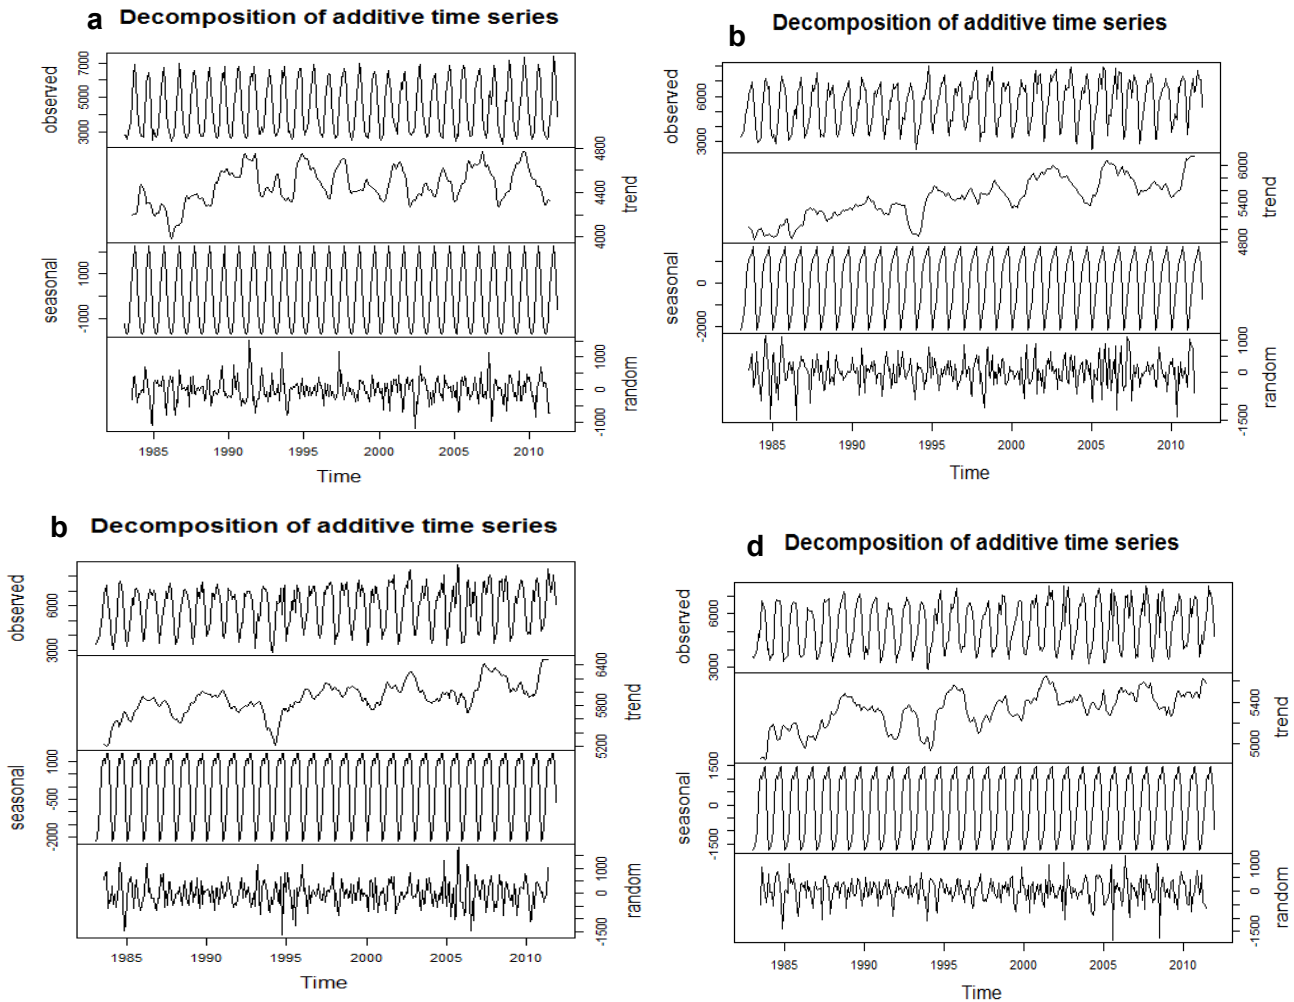 a Decomposition of additive time series
observed
3000 5000 7000
trend
4000 4400 4800
seasonal
-1000 1000
random
-1000 0 1000
1985 1990 1995 2000 2005 2010
Time
b Decomposition of additive time series
observed
3000 6000
trend
4800 5400 6000
seasonal
-2000 0
random
-1500 0 1000
1985 1990 1995 2000 2005 2010
Time
b Decomposition of additive time series
observed
3000 6000
trend
5200 5800 6400
seasonal
-2000 -500 1000
random
-1500 0 1000
1985 1990 1995 2000 2005 2010
Time
d Decomposition of additive time series
observed
3000 6000
trend
5000 5400
seasonal
-1500 0 1500
random
-1500 0 1000
1985 1990 1995 2000 2005 2010
Time